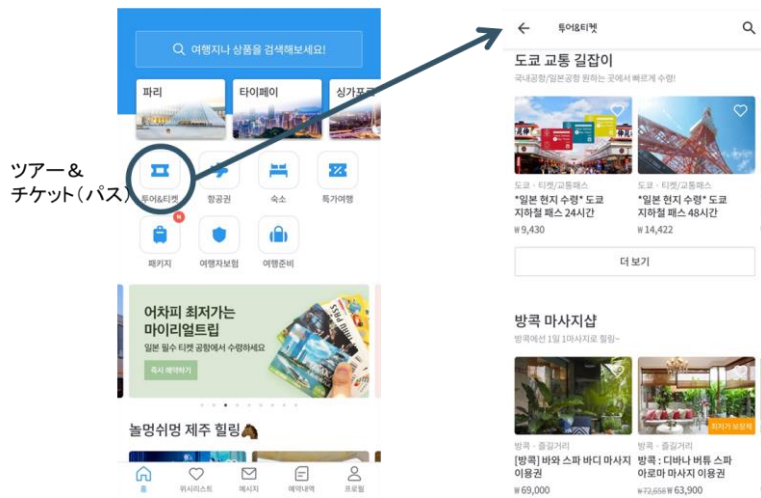 여행지나 상품을 검색해보세요!
파리
타이페이
싱가포르
ツアー＆
チケット（パス）
투어&티켓
항공권
숙소
특가여행
N
패키지
여행자보험
여행준비
어차피 최저가는
마이리얼트립
일본 필수 티켓 공항에서 수령하세요
즉시 예약하기
놀멍쉬멍 제주 힐링
홈
위시리스트
메시지
예약내역
프로필
투어&티켓
도쿄 교통 길잡이
국내공항/일본공항 원하는 곳에서 빠르게 수령!
도쿄 · 티켓/교통패스
*일본 현지 수령* 도쿄
지하철 패스 24시간
₩ 9,430
도쿄 · 티켓/교통패스
*일본 현지 수령* 도쿄
지하철 패스 48시간
₩ 14,422
더 보기
방콕 마사지샵
방콕에선 1일 1마사지로 힐링~
방콕 · 즐길거리
[방콕] 바와 스파 바디 마사지
이용권
₩ 69,000
최저가 보장제
방콕 · 즐길거리
방콕 : 디바나 버튜 스파
아로마 마사지 이용권
₩72,658 ₩ 63,900